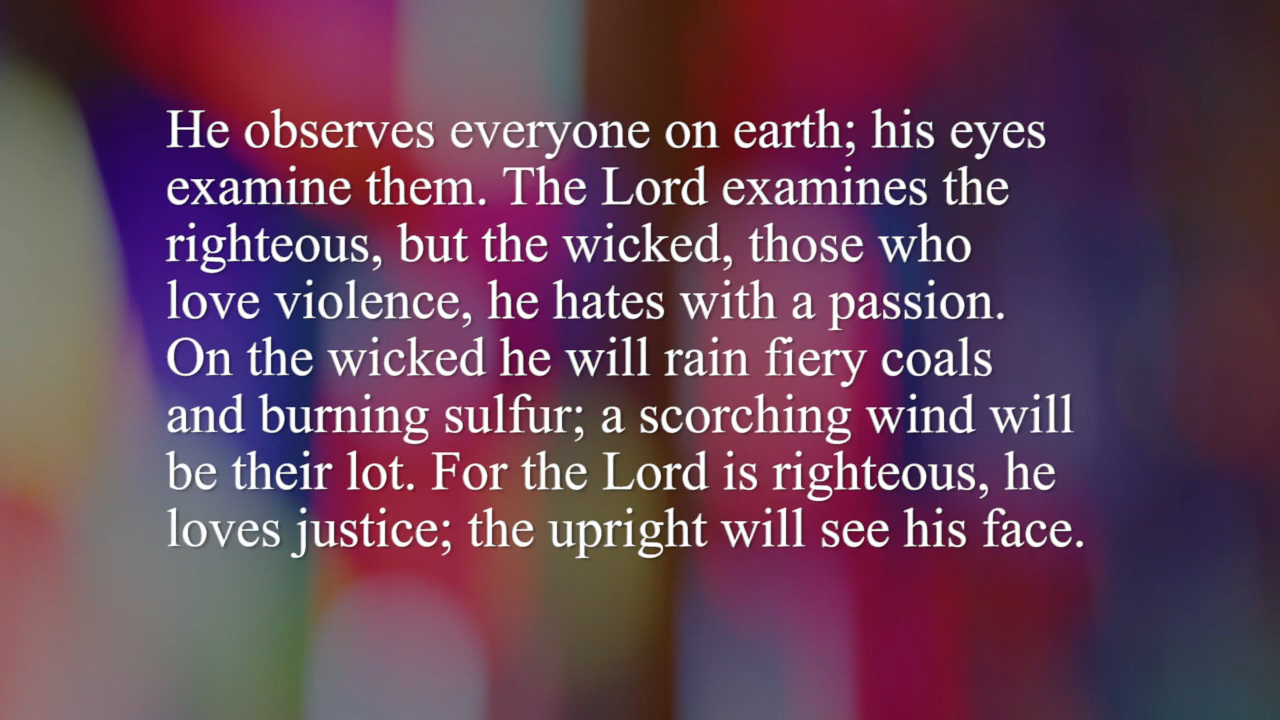 He observes everyone on earth; his eyes
examine them. The Lord examines the
righteous, but the wicked, those who
love violence, he hates with a passion.
On the wicked he will rain fiery coals
and burning sulfur; a scorching wind will
be their lot. For the Lord is righteous, he
loves justice; the upright will see his face.